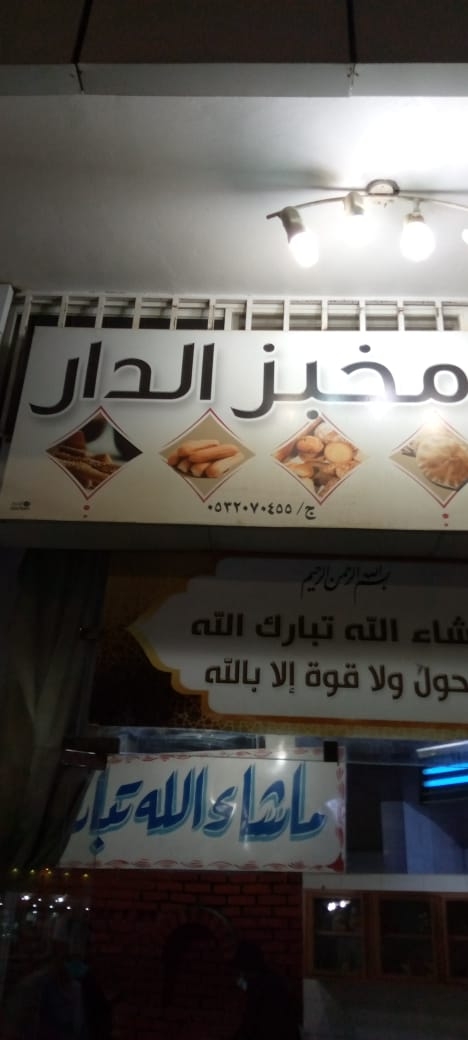 مخبز الدار
ج/ ٠٥٣٢٠٧٠٤٥٥
بسم الله الرحمن الرحيم
شاء الله تبارك الله
حول ولا قوة إلا بالله
ماشاء الله تبا